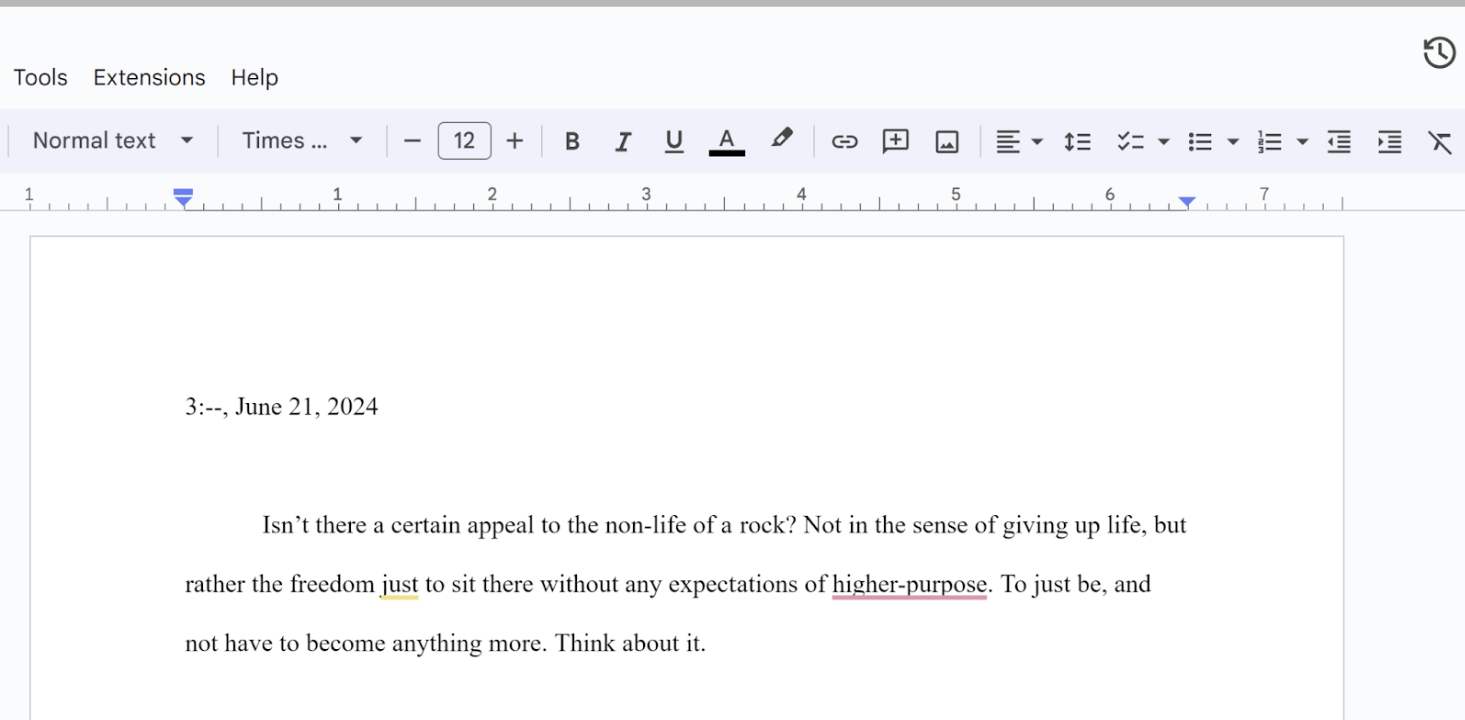 Tools Extensions Help
Normal text Times ... − 12 + B I U A
1 1 2 3 4 5 6 7
3:--, June 21, 2024
Isn’t there a certain appeal to the non-life of a rock? Not in the sense of giving up life, but
rather the freedom just to sit there without any expectations of higher-purpose. To just be, and
not have to become anything more. Think about it.